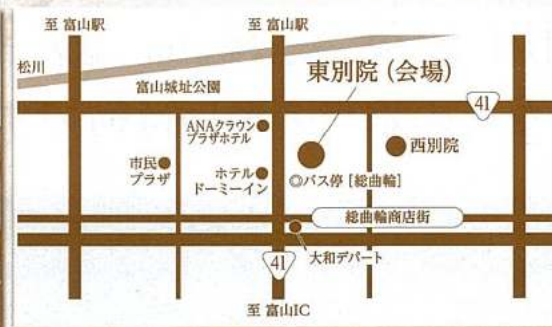 至 富山駅
至 富山駅
松川
富山城址公園
東別院（会場）
41
ANAクラウン
プラザホテル
西別院
市民
プラザ
ホテル
ドーミーイン
◎バス停［総曲輪］
総曲輪商店街
41
大和デパート
至 富山IC